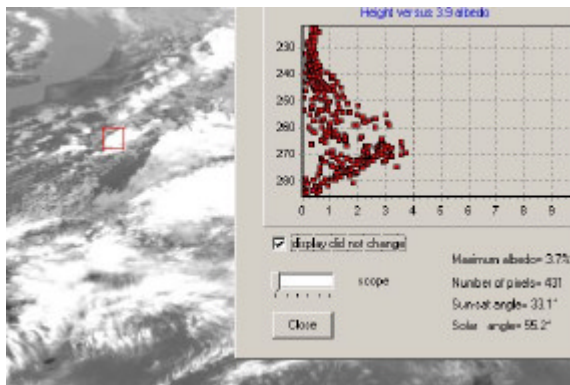 Height versus 3.9 albedo
230
240
250
260
270
280
0 1 2 3 4 5 6 7 8 9
display did not change
scope
Close
Maximum albedo= 3.7%
Number of pixels= 431
Sun-sat angle= 33.1°
Solar angle= 55.2°